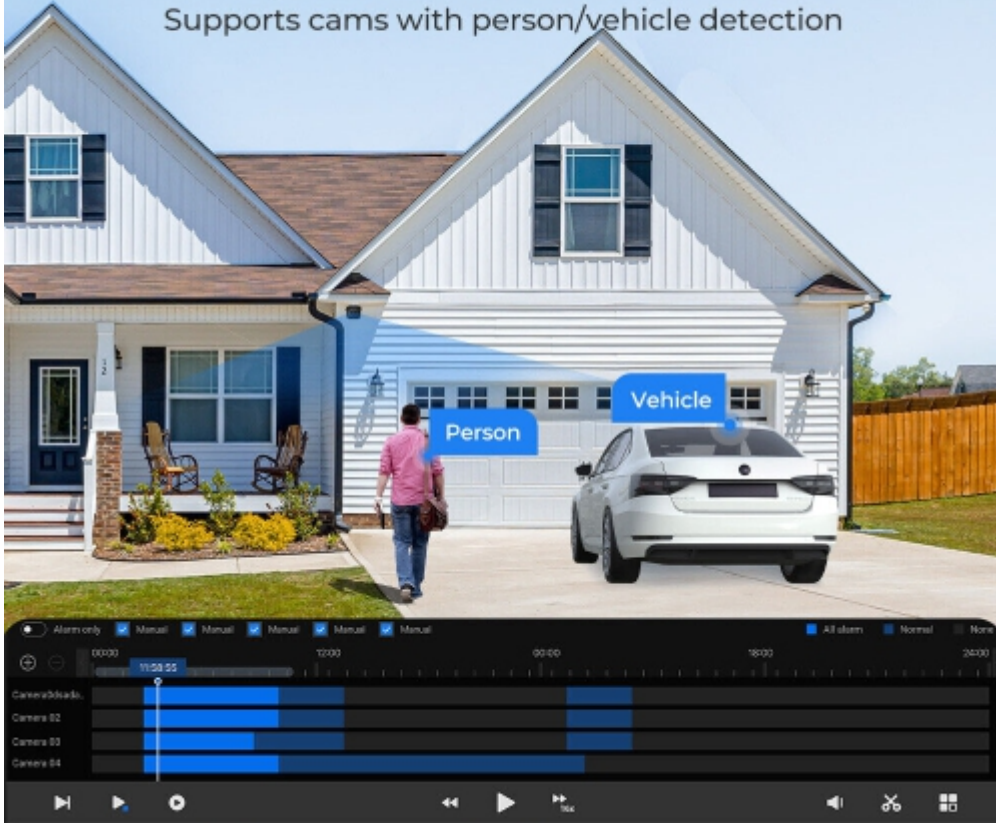 Supports cams with person/vehicle detection
12
Vehicle
Person
Alarm only Manual Manual Manual Manual Manual All alarm Normal None
00:00 12:00 00:00 18:00 24:00
11:58:55
Camera 02
Camera 03
Camera 04
16x